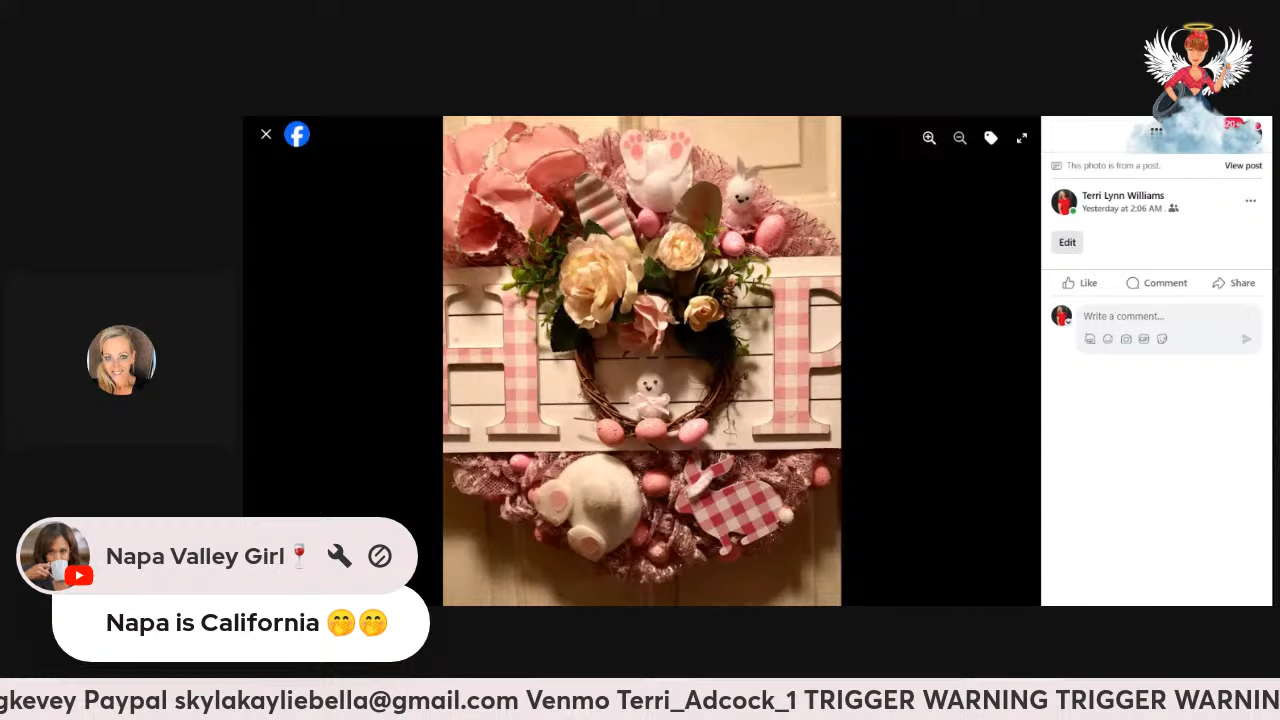 This photo is from a post.
View post
Terri Lynn Williams
Yesterday at 2:06 AM
Edit
Like Comment Share
Write a comment...
H P
Napa Valley Girl🍷
Napa is California 🤭🤭
gkevey Paypal skylakayliebella@gmail.com Venmo Terri_Adcock_1 TRIGGER WARNING TRIGGER WARNIN